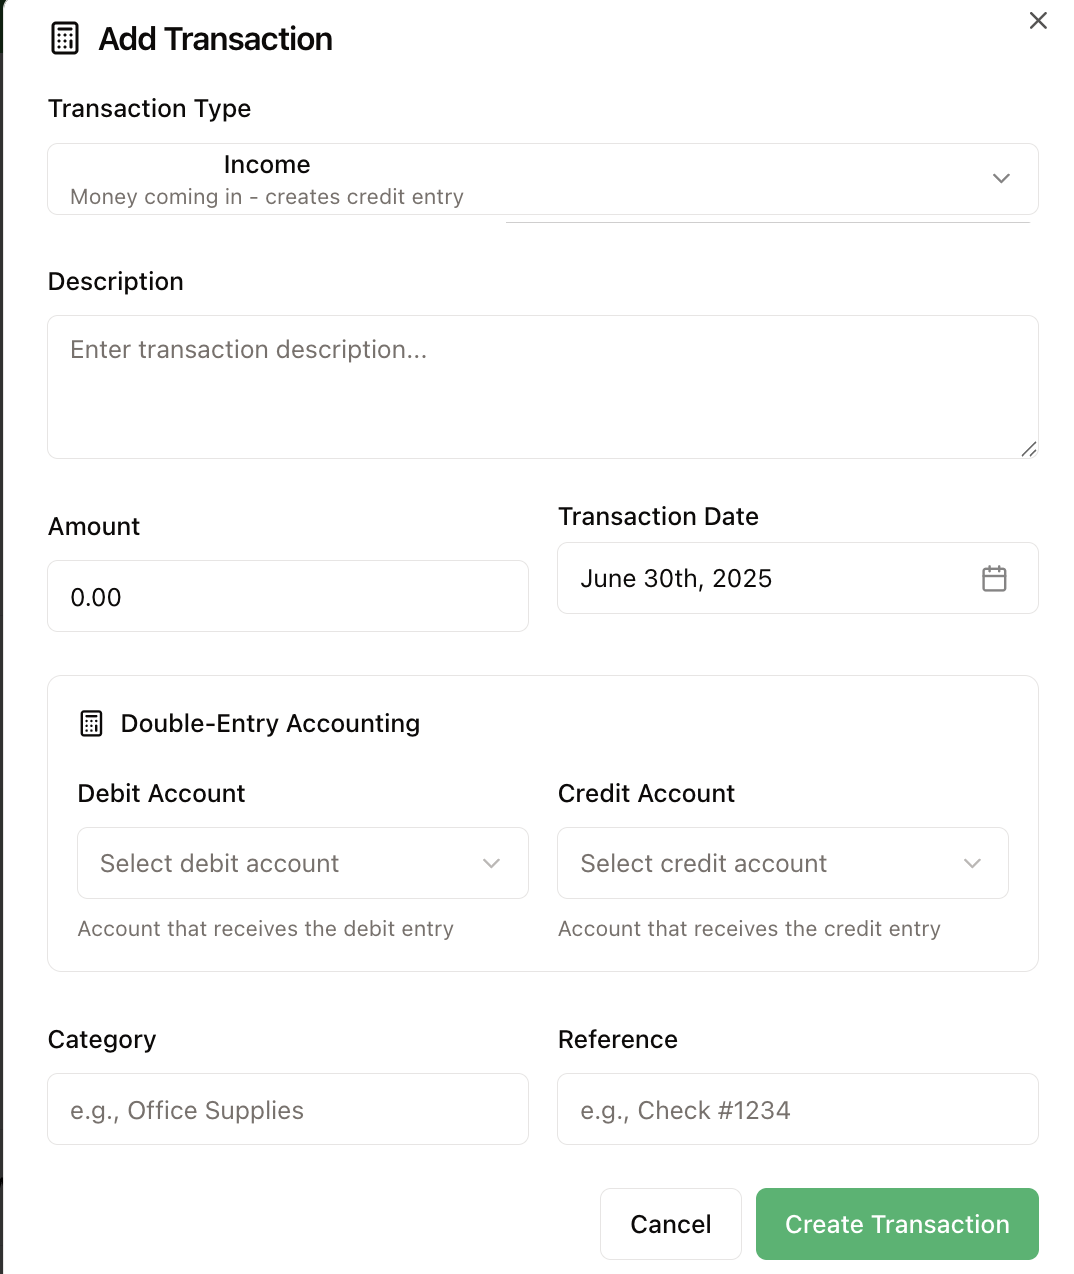 Add Transaction
Transaction Type
Income
Money coming in - creates credit entry
Description
Enter transaction description...
Amount
Transaction Date
0.00
June 30th, 2025
Double-Entry Accounting
Debit Account
Credit Account
Select debit account
Select credit account
Account that receives the debit entry
Account that receives the credit entry
Category
Reference
e.g., Office Supplies
e.g., Check #1234
Cancel
Create Transaction